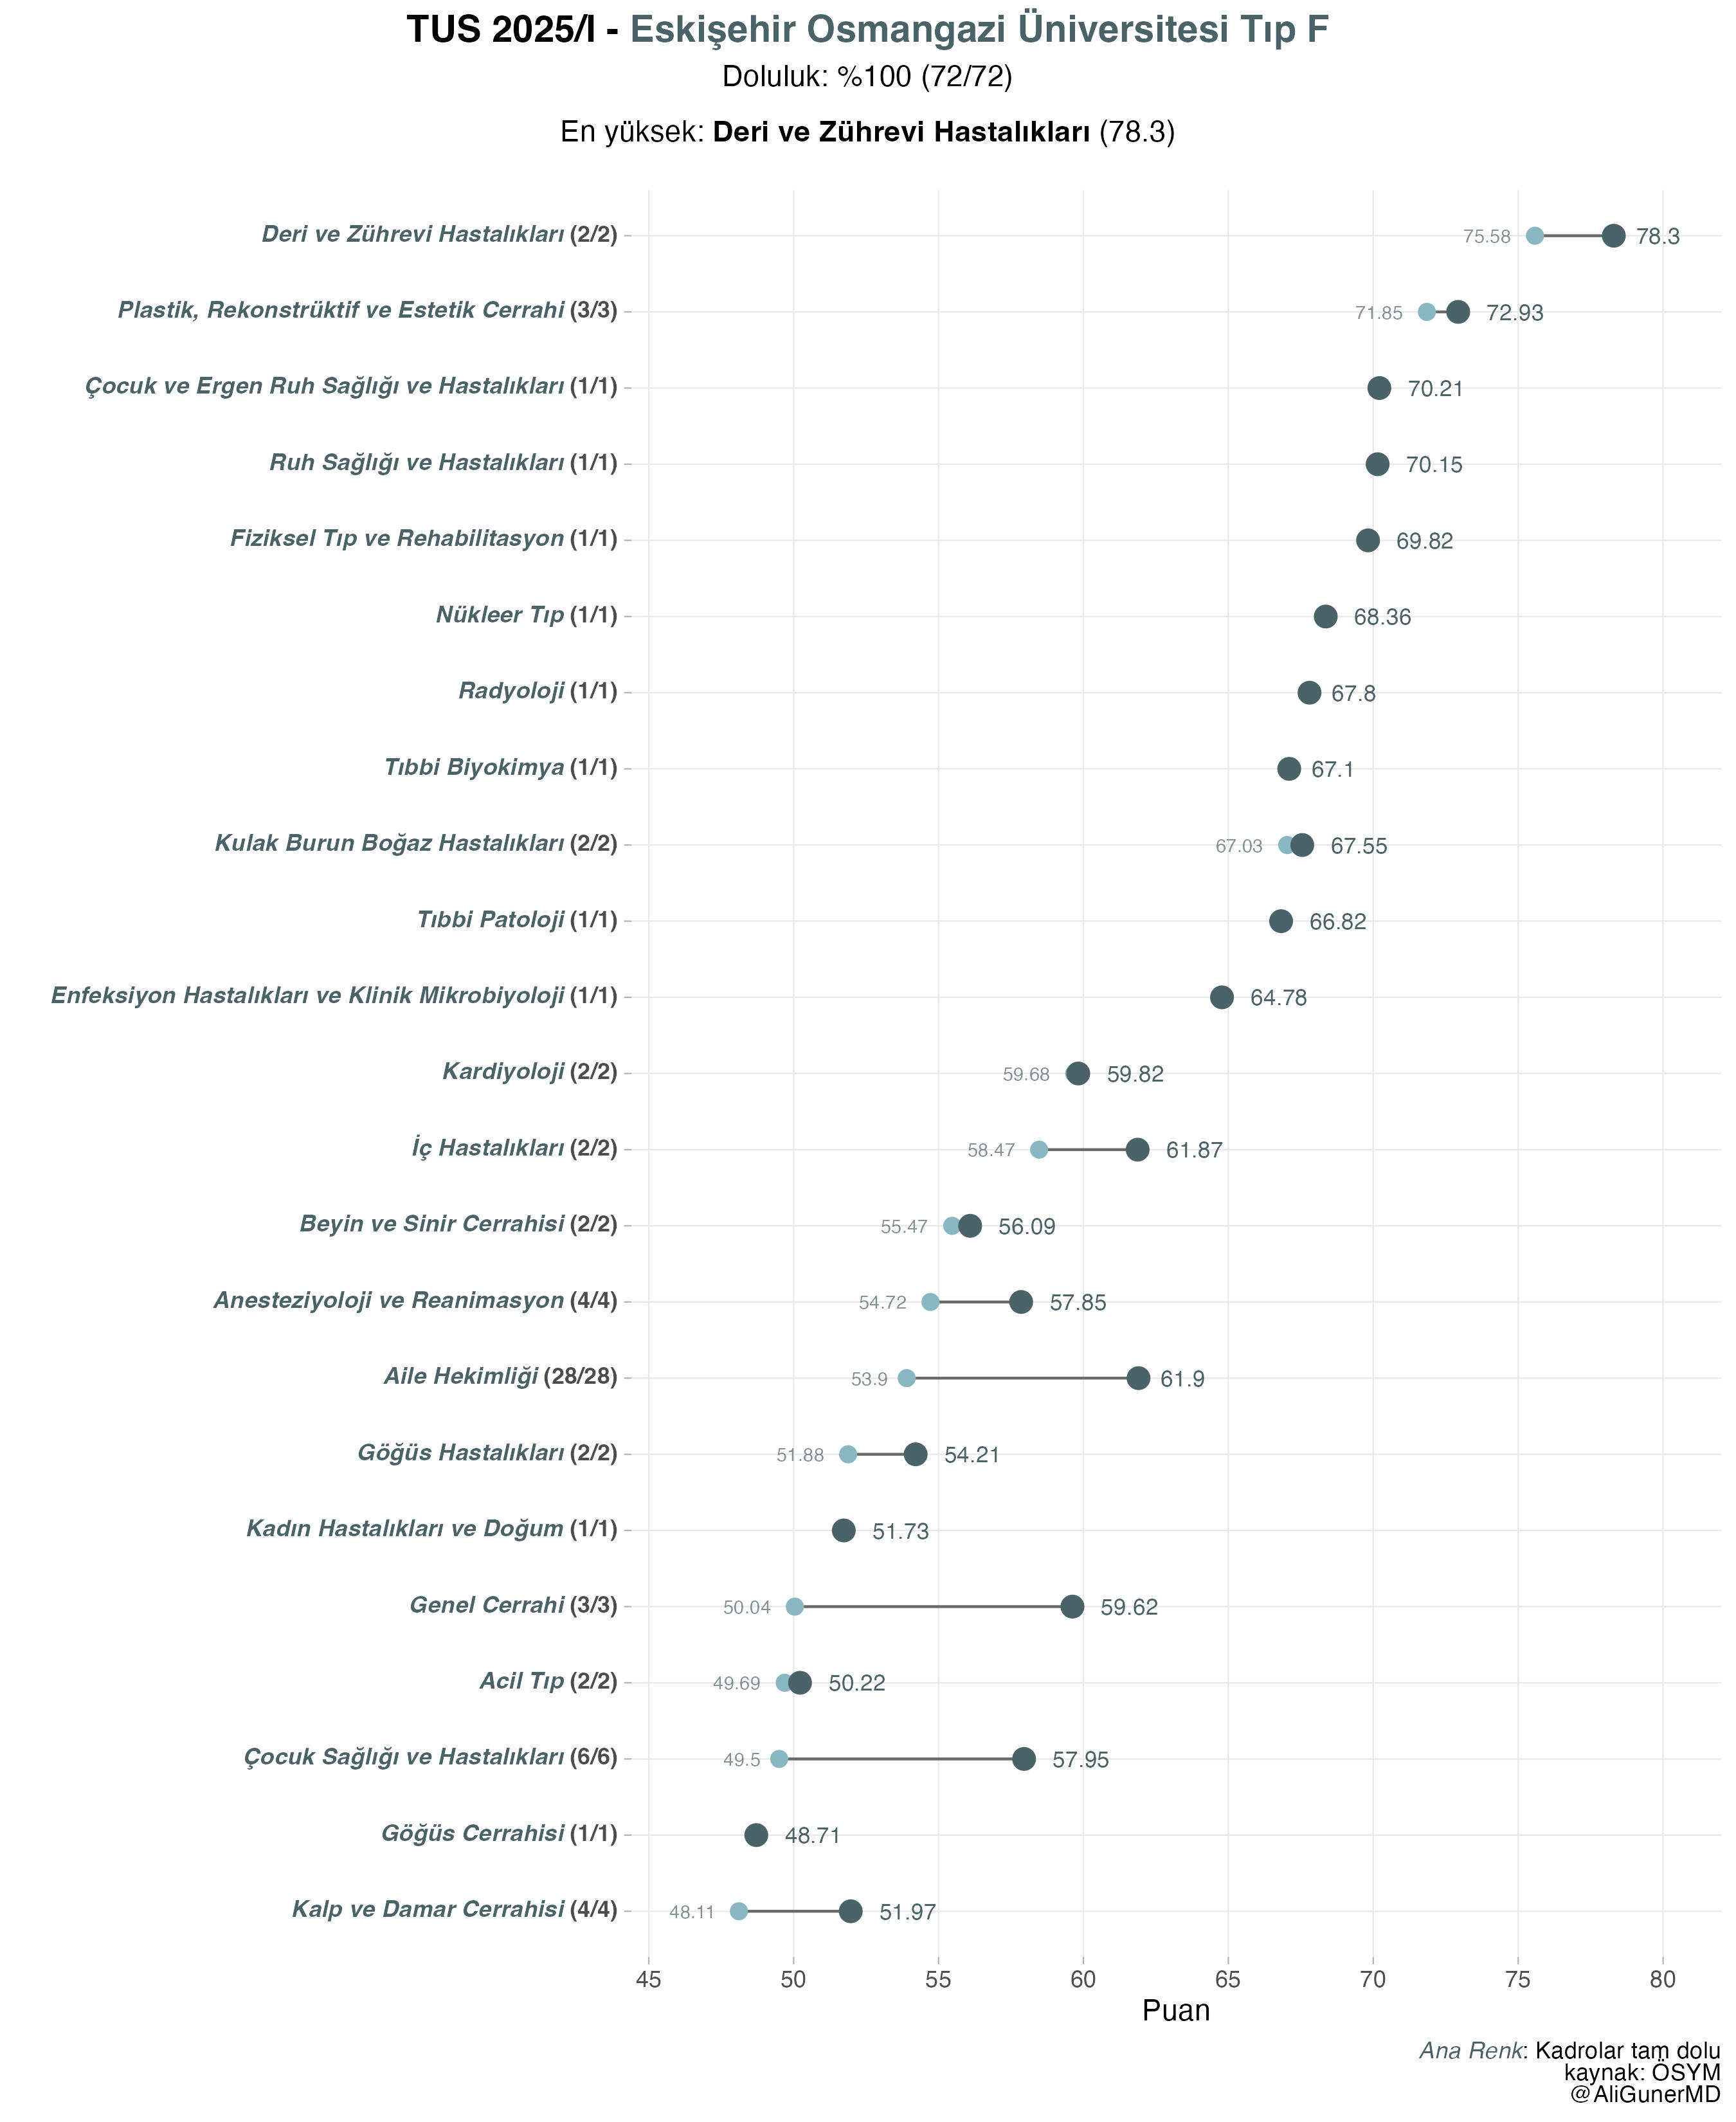 TUS 2025/I - Eskişehir Osmangazi Üniversitesi Tıp F
Doluluk: %100 (72/72)
En yüksek: Deri ve Zührevi Hastalıkları (78.3)
Deri ve Zührevi Hastalıkları (2/2) 75.58 78.3
Plastik, Rekonstrüktif ve Estetik Cerrahi (3/3) 71.85 72.93
Çocuk ve Ergen Ruh Sağlığı ve Hastalıkları (1/1) 70.21
Ruh Sağlığı ve Hastalıkları (1/1) 70.15
Fiziksel Tıp ve Rehabilitasyon (1/1) 69.82
Nükleer Tıp (1/1) 68.36
Radyoloji (1/1) 67.8
Tıbbi Biyokimya (1/1) 67.1
Kulak Burun Boğaz Hastalıkları (2/2) 67.03 67.55
Tıbbi Patoloji (1/1) 66.82
Enfeksiyon Hastalıkları ve Klinik Mikrobiyoloji (1/1) 64.78
Kardiyoloji (2/2) 59.68 59.82
İç Hastalıkları (2/2) 58.47 61.87
Beyin ve Sinir Cerrahisi (2/2) 55.47 56.09
Anesteziyoloji ve Reanimasyon (4/4) 54.72 57.85
Aile Hekimliği (28/28) 53.9 61.9
Göğüs Hastalıkları (2/2) 51.88 54.21
Kadın Hastalıkları ve Doğum (1/1) 51.73
Genel Cerrahi (3/3) 50.04 59.62
Acil Tıp (2/2) 49.69 50.22
Çocuk Sağlığı ve Hastalıkları (6/6) 49.5 57.95
Göğüs Cerrahisi (1/1) 48.71
Kalp ve Damar Cerrahisi (4/4) 48.11 51.97
45 50 55 60 65 70 75 80
Puan
Ana Renk: Kadrolar tam dolu
kaynak: ÖSYM
@AliGunerMD